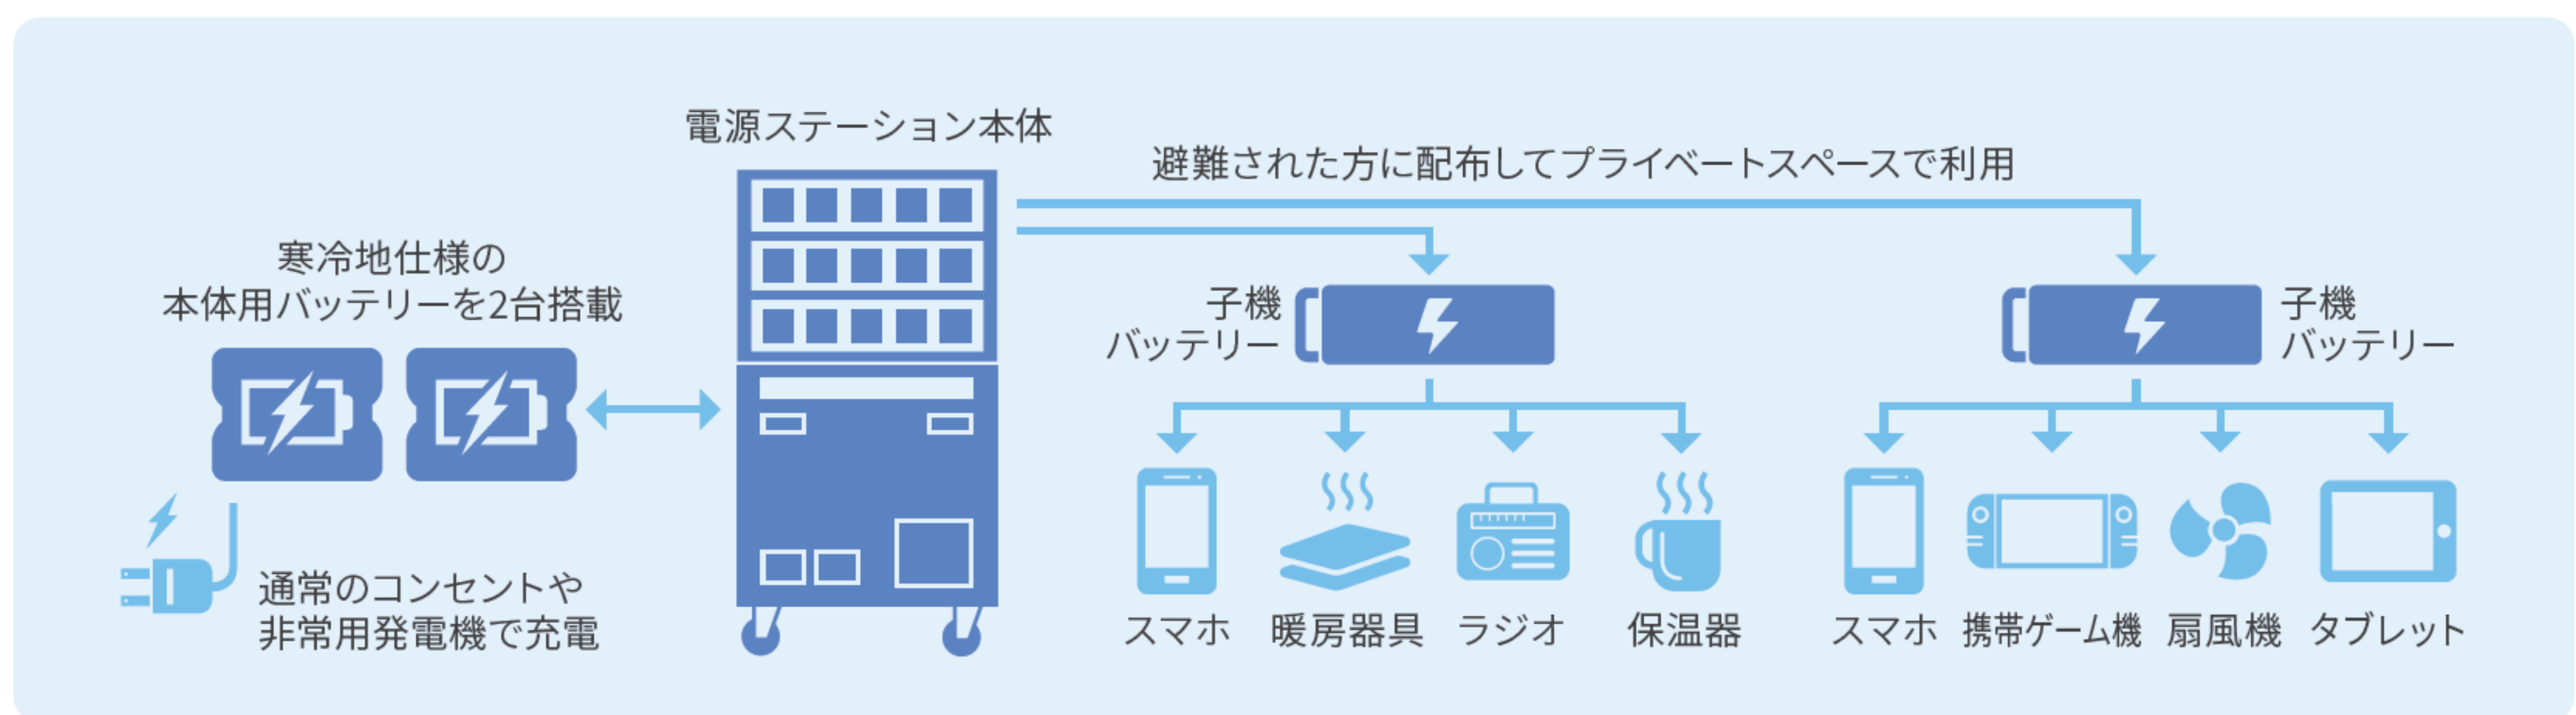 電源ステーション本体
避難された方に配布してプライベートスペースで利用
寒冷地仕様の
本体用バッテリーを2台搭載
子機
バッテリー
子機
バッテリー
通常のコンセントや
非常用発電機で充電
スマホ
暖房器具
ラジオ
保温器
スマホ
携帯ゲーム機
扇風機
タブレット